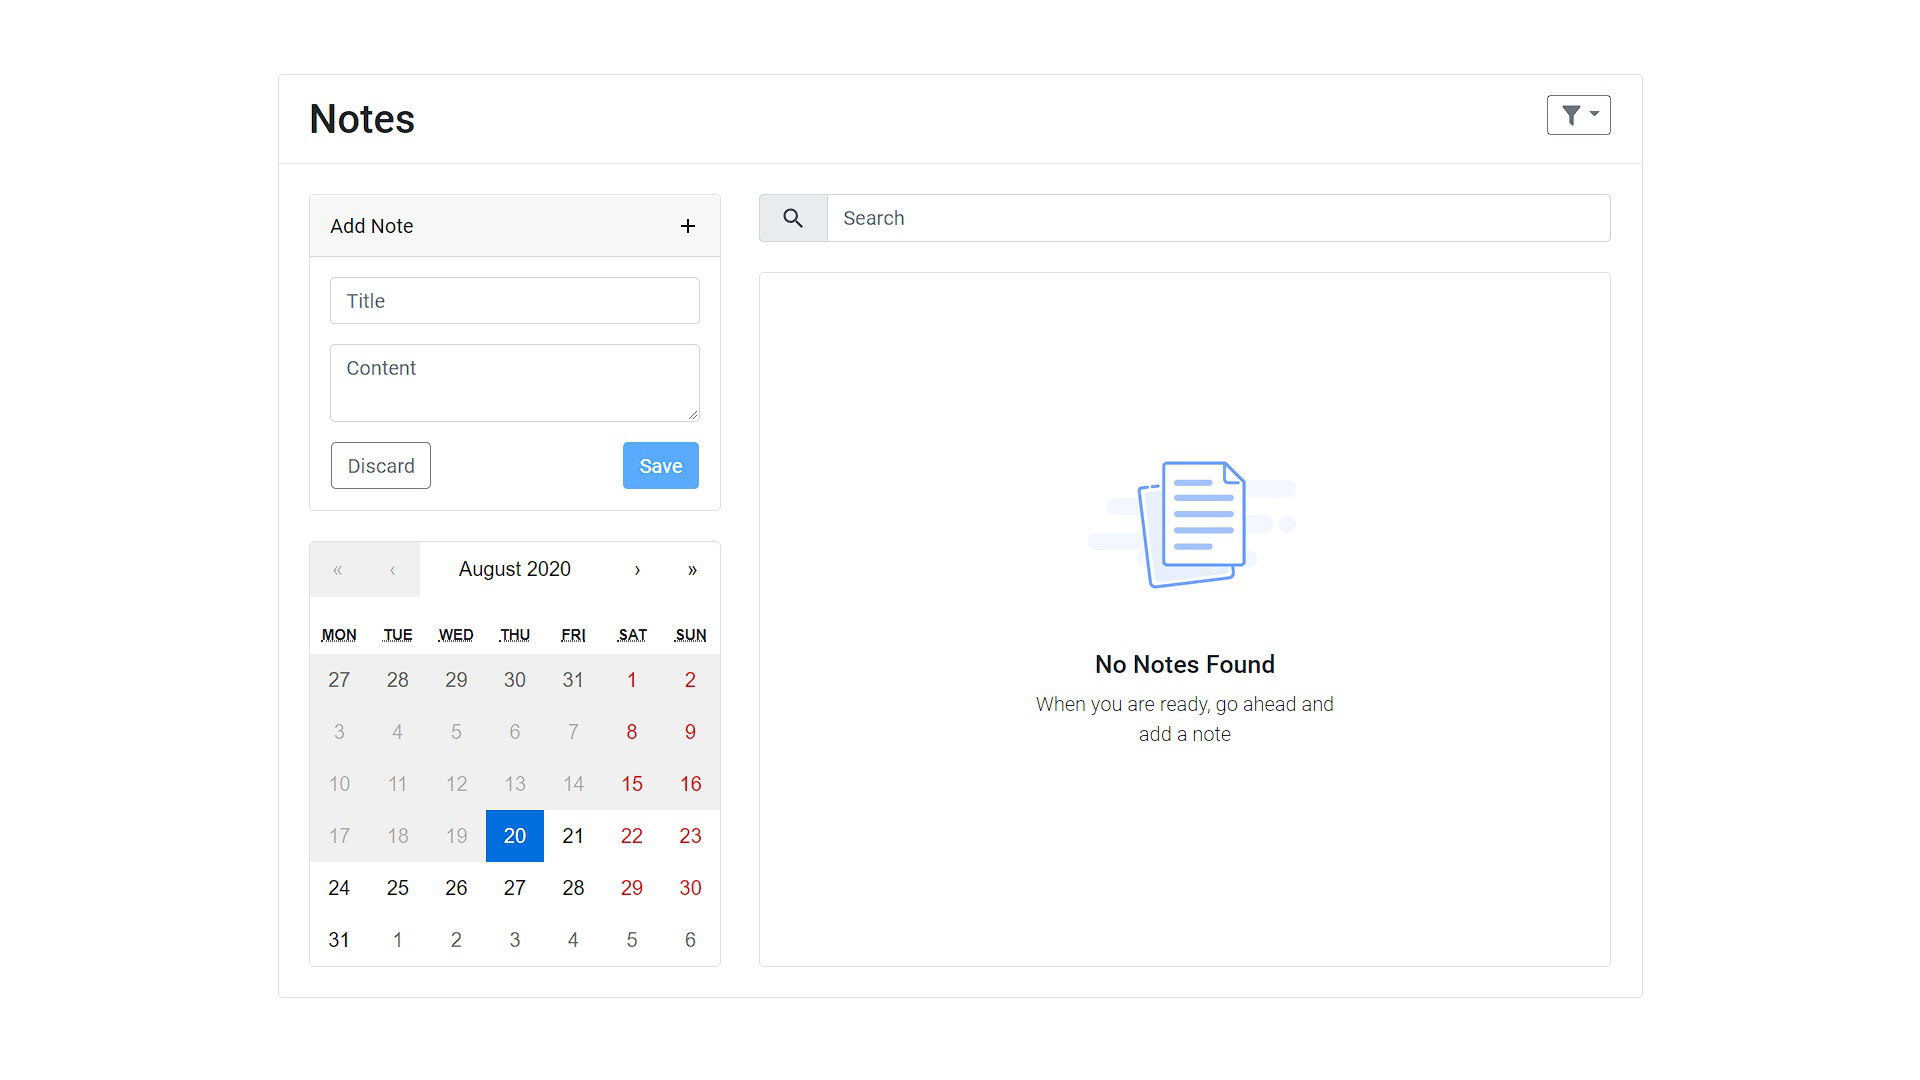 Notes
Add Note +
Title
Content
Discard Save
« ‹ August 2020 › »
MON TUE WED THU FRI SAT SUN
27 28 29 30 31 1 2
3 4 5 6 7 8 9
10 11 12 13 14 15 16
17 18 19 20 21 22 23
24 25 26 27 28 29 30
31 1 2 3 4 5 6
Search
No Notes Found
When you are ready, go ahead and
add a note